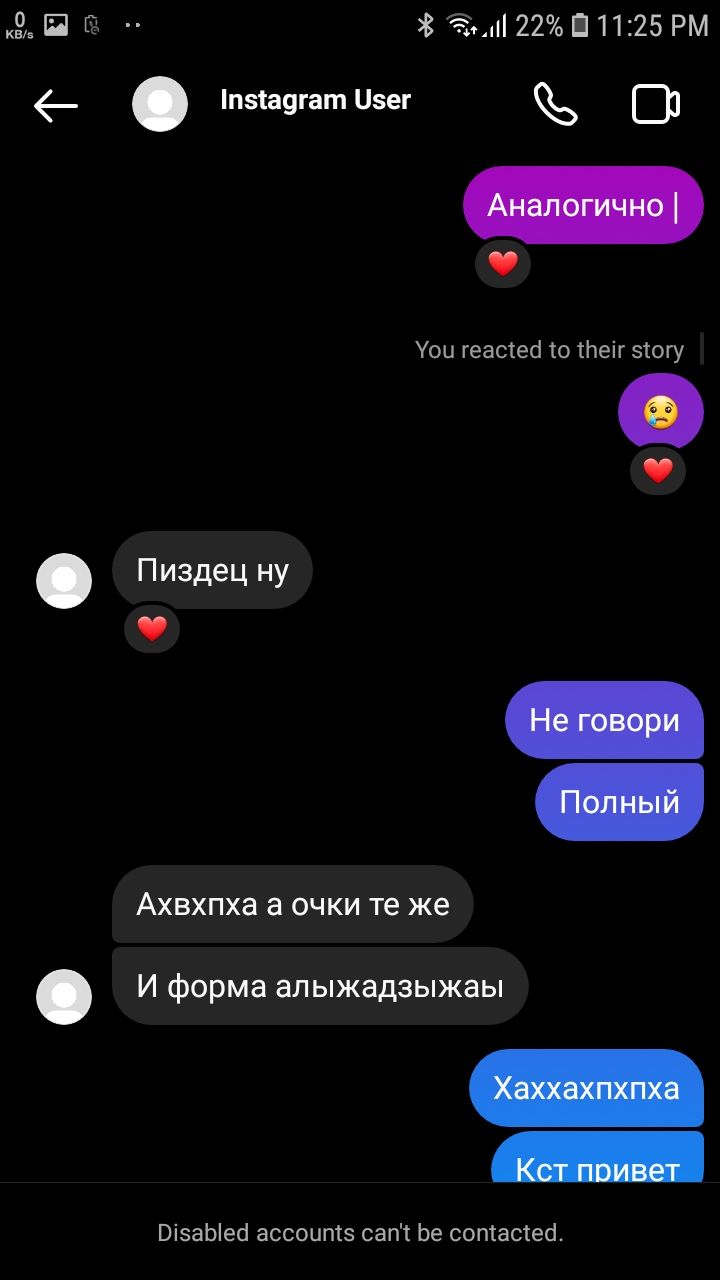 0
KB/s
22%
11:25 PM
Instagram User
Аналогично |
You reacted to their story
Пиздец ну
Не говори
Полный
Ахвхпха а очки те же
И форма алыжадзыжаы
Хаххахпхпха
Кст привет
Disabled accounts can't be contacted.